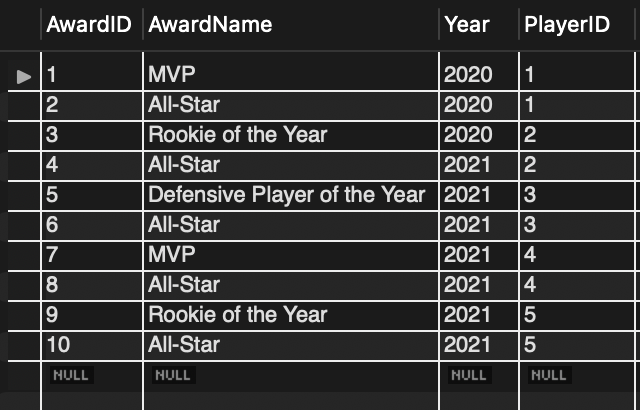 AwardID AwardName Year PlayerID
1 MVP 2020 1
2 All-Star 2020 1
3 Rookie of the Year 2020 2
4 All-Star 2021 2
5 Defensive Player of the Year 2021 3
6 All-Star 2021 3
7 MVP 2021 4
8 All-Star 2021 4
9 Rookie of the Year 2021 5
10 All-Star 2021 5
NULL NULL NULL NULL